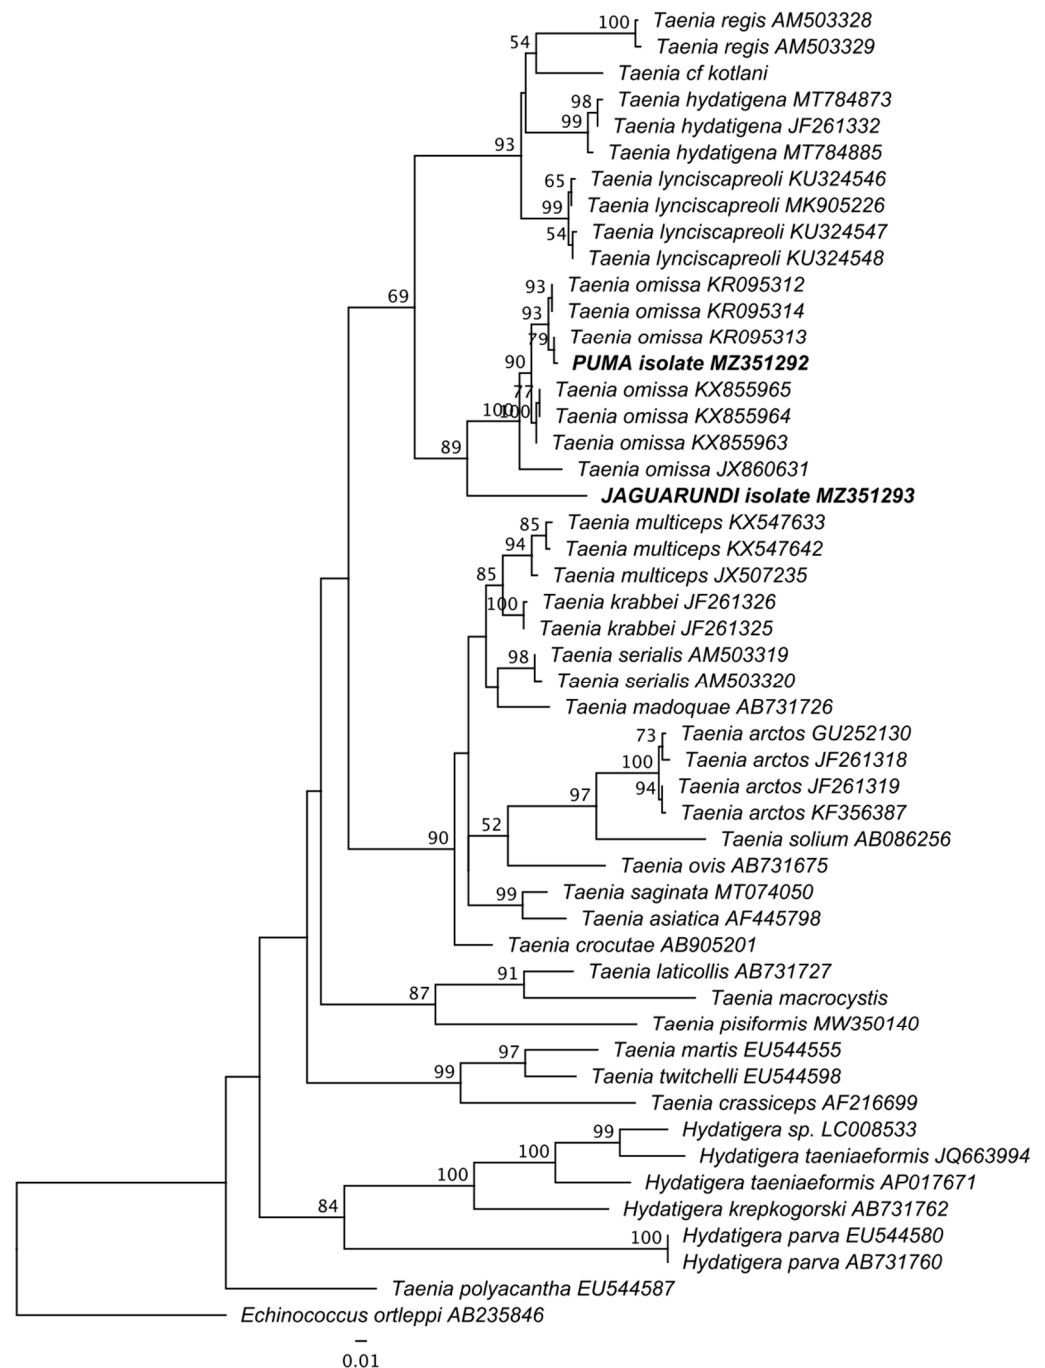 100
Taenia regis AM503328
54
Taenia regis AM503329
Taenia cf kotlani
98
Taenia hydatigena MT784873
99
Taenia hydatigena JF261332
93
Taenia hydatigena MT784885
65
Taenia lynciscapreoli KU324546
99
Taenia lynciscapreoli MK905226
54
Taenia lynciscapreoli KU324547
Taenia lynciscapreoli KU324548
69
93
Taenia omissa KR095312
93
Taenia omissa KR095314
79
Taenia omissa KR095313
90
PUMA isolate MZ351292
77
Taenia omissa KX855965
100
100
Taenia omissa KX855964
89
Taenia omissa KX855963
Taenia omissa JX860631
JAGUARUNDI isolate MZ351293
85
Taenia multiceps KX547633
94
Taenia multiceps KX547642
85
Taenia multiceps JX507235
100
Taenia krabbei JF261326
Taenia krabbei JF261325
98
Taenia serialis AM503319
Taenia serialis AM503320
Taenia madoquae AB731726
73
Taenia arctos GU252130
100
Taenia arctos JF261318
94
Taenia arctos JF261319
97
Taenia arctos KF356387
90
52
Taenia solium AB086256
Taenia ovis AB731675
99
Taenia saginata MT074050
Taenia asiatica AF445798
Taenia crocutae AB905201
91
Taenia laticollis AB731727
87
Taenia macrocystis
Taenia pisiformis MW350140
97
Taenia martis EU544555
99
Taenia twitchelli EU544598
Taenia crassiceps AF216699
99
Hydatigera sp. LC008533
100
Hydatigera taeniaeformis JQ663994
100
Hydatigera taeniaeformis AP017671
84
Hydatigera krepkogorski AB731762
100
Hydatigera parva EU544580
Hydatigera parva AB731760
Taenia polyacantha EU544587
Echinococcus ortleppi AB235846
0.01